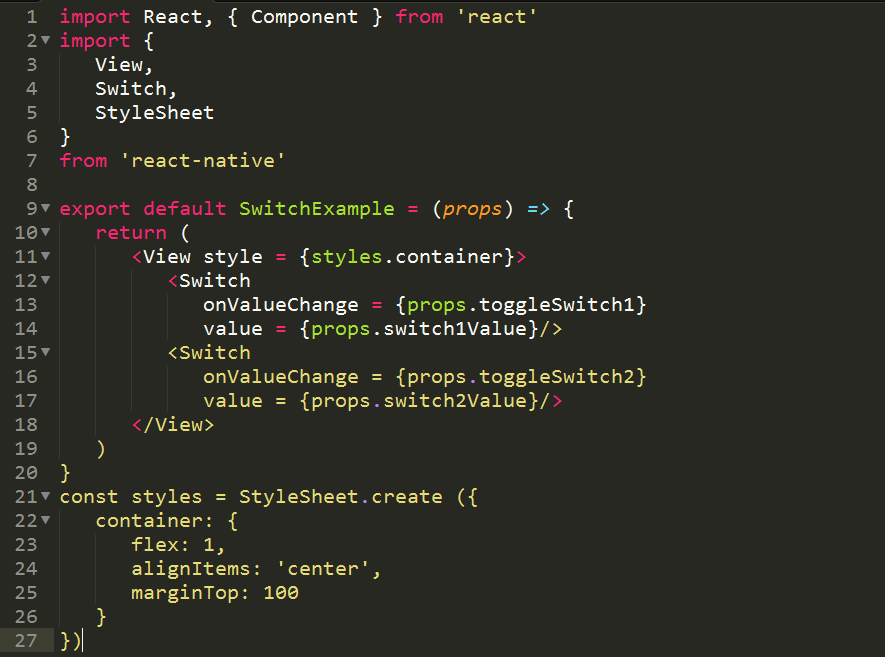 1 import React, { Component } from 'react'
2 import {
3    View,
4    Switch,
5    StyleSheet
6 }
7 from 'react-native'
8
9 export default SwitchExample = (props) => {
10    return (
11       <View style = {styles.container}>
12          <Switch
13             onValueChange = {props.toggleSwitch1}
14             value = {props.switch1Value}/>
15          <Switch
16             onValueChange = {props.toggleSwitch2}
17             value = {props.switch2Value}/>
18       </View>
19    )
20 }
21 const styles = StyleSheet.create ({
22    container: {
23       flex: 1,
24       alignItems: 'center',
25       marginTop: 100
26    }
27 })